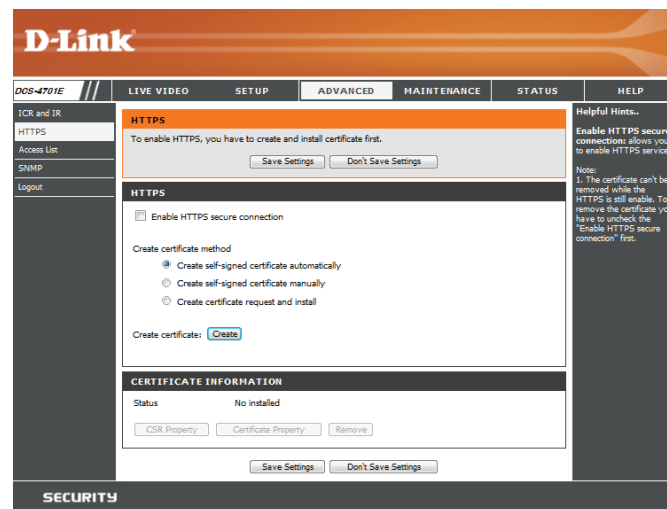 D-Link
DCS-4701E
LIVE VIDEO
SETUP
ADVANCED
MAINTENANCE
STATUS
HELP
ICR and IR
HTTPS
Access List
SNMP
Logout
HTTPS
To enable HTTPS, you have to create and install certificate first.
Save Settings
Don't Save Settings
HTTPS
Enable HTTPS secure connection
Create certificate method
Create self-signed certificate automatically
Create self-signed certificate manually
Create certificate request and install
Create certificate:
Create
CERTIFICATE INFORMATION
Status
No installed
CSR Property
Certificate Property
Remove
Save Settings
Don't Save Settings
Helpful Hints..
Enable HTTPS secure
connection: allows you
to enable HTTPS service
Note:
1. The certificate can't be
removed while the
HTTPS is still enable. To
remove the certificate yo
have to uncheck the
"Enable HTTPS secure
connection" first.
SECURITY